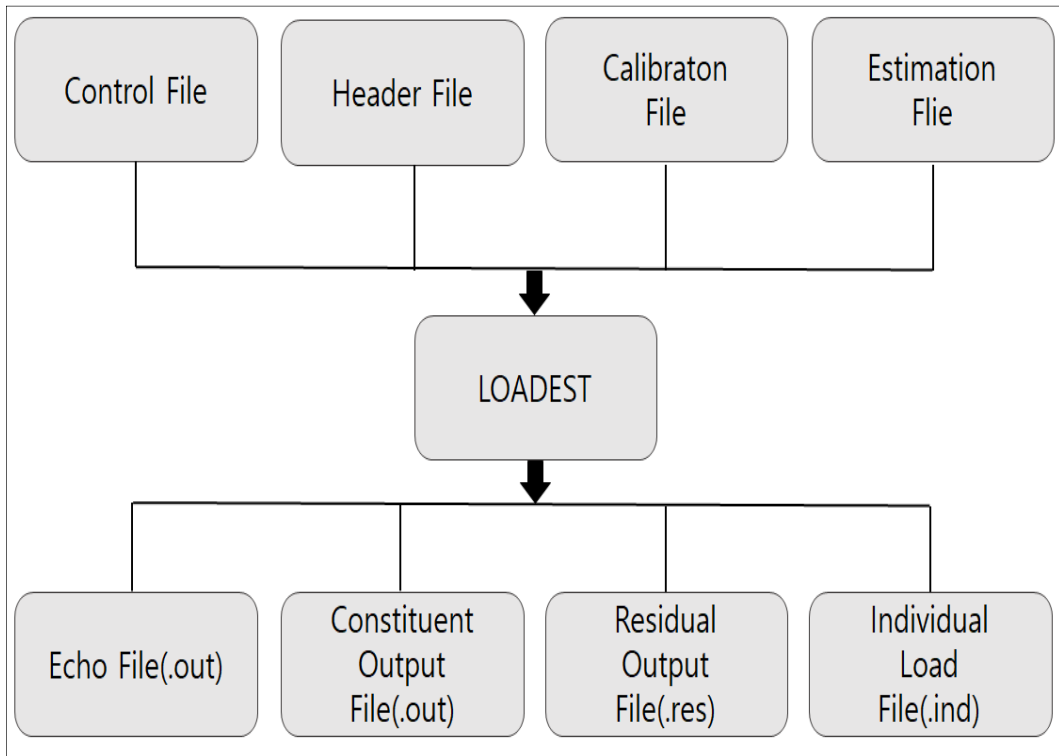 Control File
Header File
Calibraton
File
Estimation
Flie
LOADEST
Echo File(.out)
Constituent
Output
File(.out)
Residual
Output
File(.res)
Individual
Load
File(.ind)